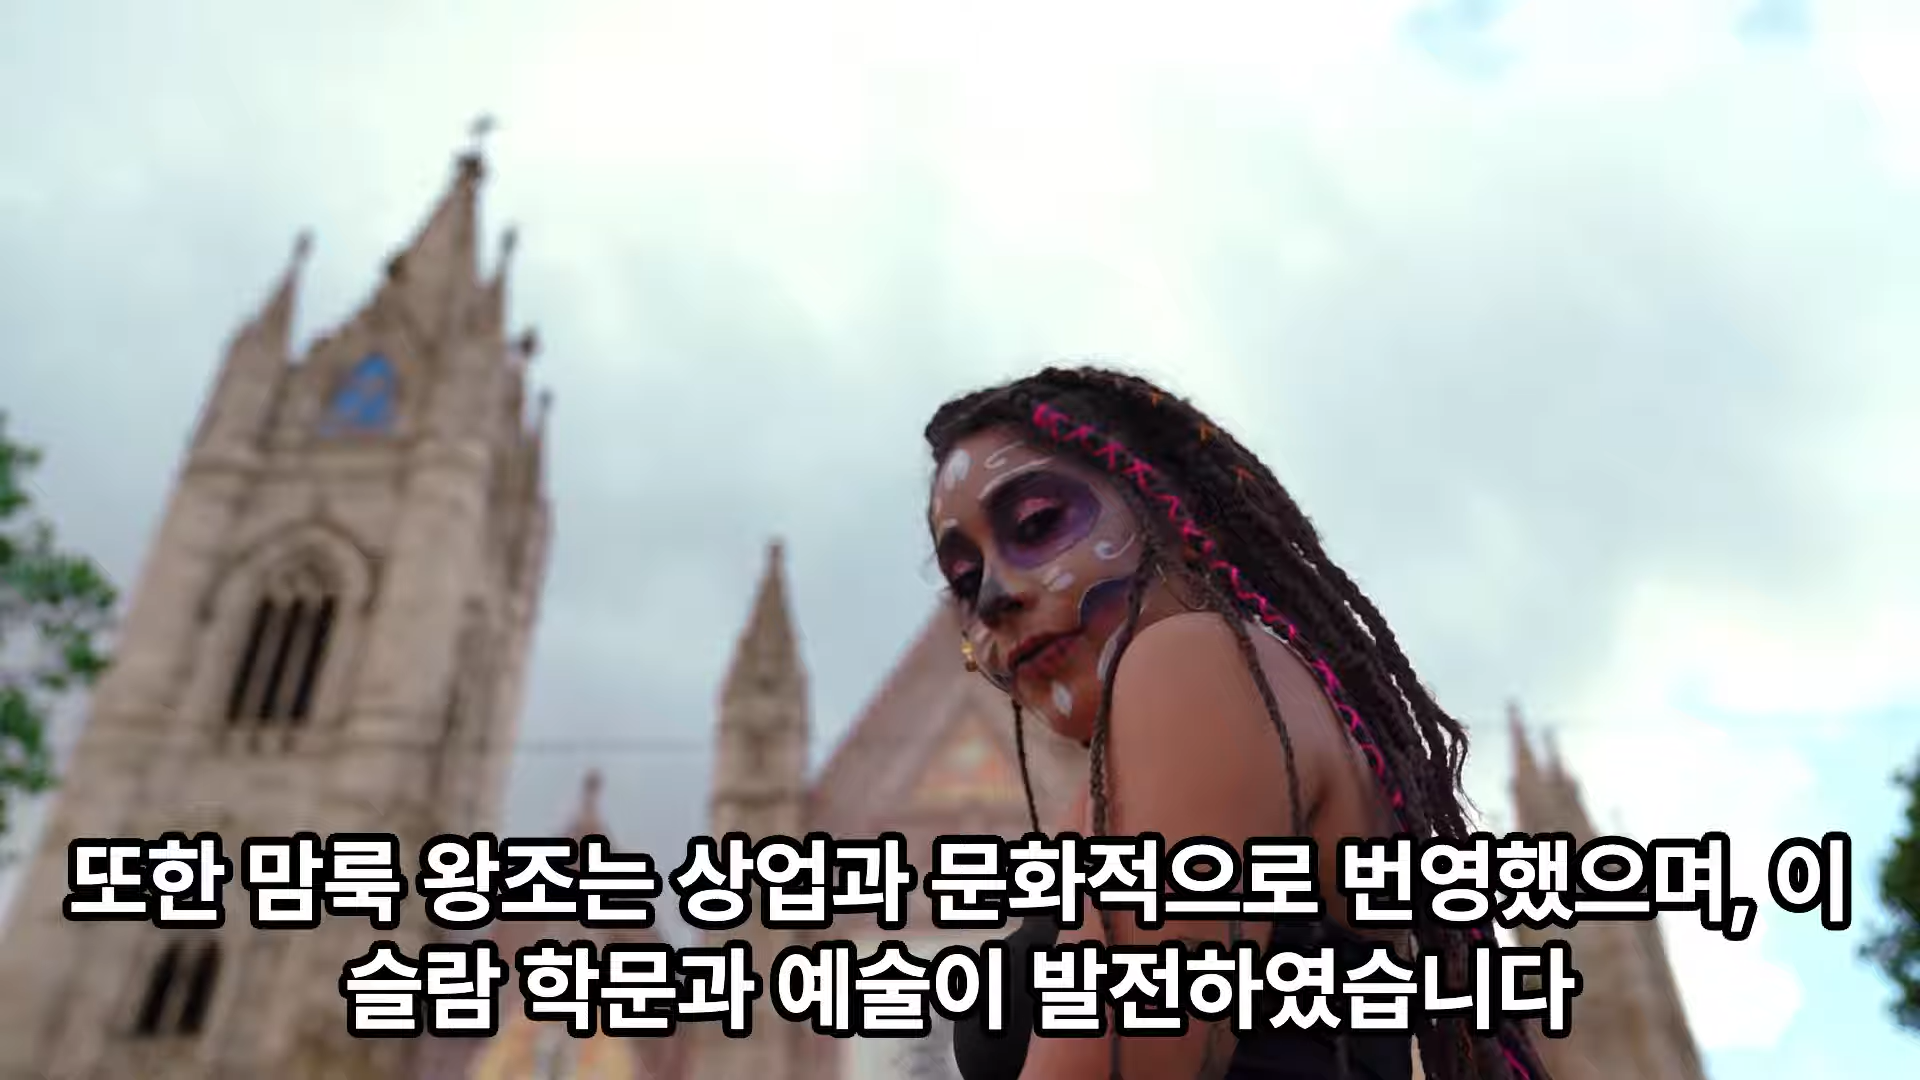 또한 맘룩 왕조는 상업과 문화적으로 번영했으며, 이
슬람 학문과 예술이 발전하였습니다